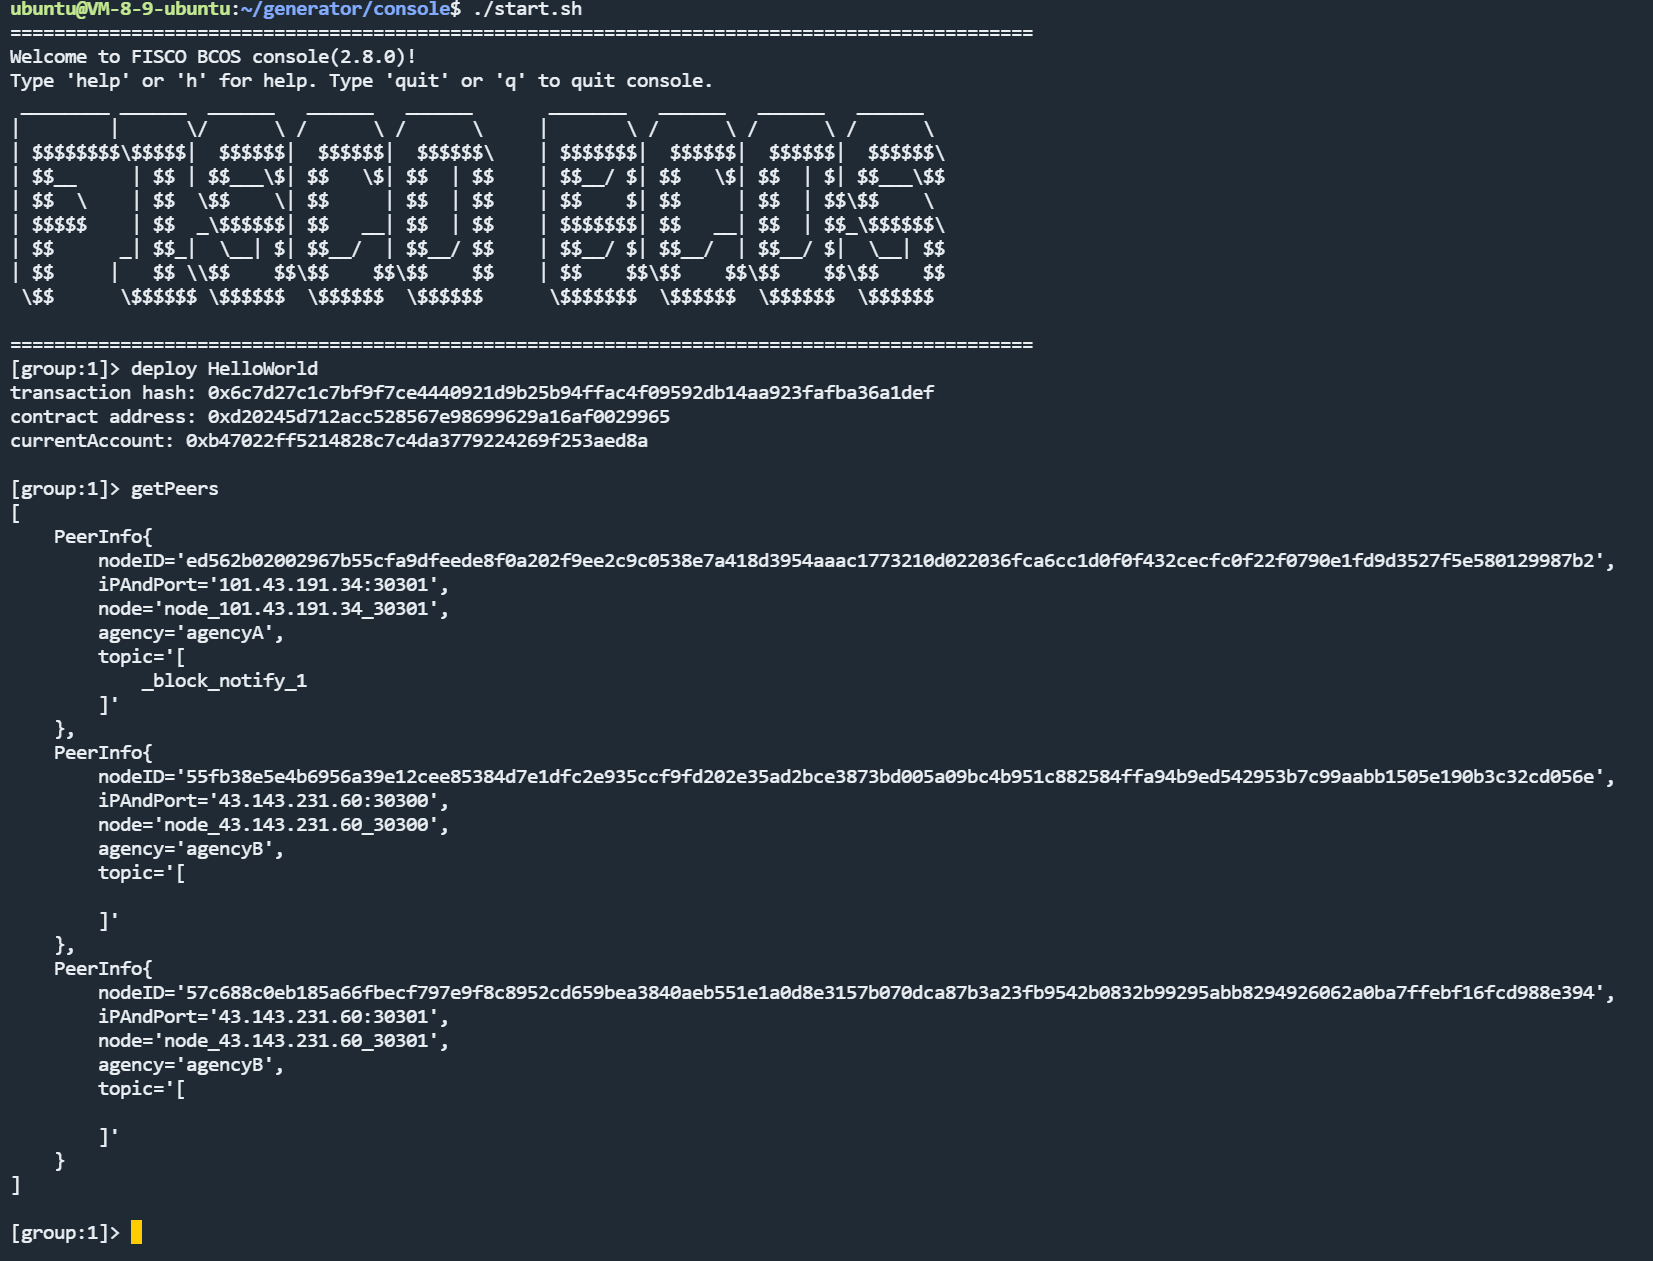 ubuntu@VM-8-9-ubuntu:~/generator/console$ ./start.sh
=============================================================================================
Welcome to FISCO BCOS console(2.8.0)!
Type 'help' or 'h' for help. Type 'quit' or 'q' to quit console.
 ________ ______  ______   ______   ______       _______   ______   ______   ______
|        |      \/      \ /      \ /      \     |       \ /      \ /      \ /      \
| $$$$$$$$\$$$$$|  $$$$$$|  $$$$$$|  $$$$$$\    | $$$$$$$|  $$$$$$|  $$$$$$|  $$$$$$\
| $$__     | $$ | $$___\$| $$   \$| $$  | $$    | $$__/ $| $$   \$| $$  | $| $$___\$$
| $$  \    | $$  \$$    \| $$     | $$  | $$    | $$    $| $$     | $$  | $$\$$    \
| $$$$$    | $$  _\$$$$$$| $$   __| $$  | $$    | $$$$$$$| $$   __| $$  | $$_\$$$$$$\
| $$      _| $$_|  \__| $| $$__/  | $$__/ $$    | $$__/ $| $$__/  | $$__/ $|  \__| $$
| $$     |   $$ \\$$    $$\$$    $$\$$    $$    | $$    $$\$$    $$\$$    $$\$$    $$
 \$$      \$$$$$$ \$$$$$$  \$$$$$$  \$$$$$$      \$$$$$$$  \$$$$$$  \$$$$$$  \$$$$$$
=============================================================================================
[group:1]> deploy HelloWorld
transaction hash: 0x6c7d27c1c7bf9f7ce4440921d9b25b94ffac4f09592db14aa923fafba36a1def
contract address: 0xd20245d712acc528567e98699629a16af0029965
currentAccount: 0xb47022ff5214828c7c4da3779224269f253aed8a
[group:1]> getPeers
[
    PeerInfo{
        nodeID='ed562b02002967b55cfa9dfeede8f0a202f9ee2c9c0538e7a418d3954aaac1773210d022036fca6cc1d0f0f432cecfc0f22f0790e1fd9d3527f5e580129987b2',
        iPAndPort='101.43.191.34:30301',
        node='node_101.43.191.34_30301',
        agency='agencyA',
        topic='[
            _block_notify_1
        ]'
    },
    PeerInfo{
        nodeID='55fb38e5e4b6956a39e12cee85384d7e1dfc2e935ccf9fd202e35ad2bce3873bd005a09bc4b951c882584ffa94b9ed542953b7c99aabb1505e190b3c32cd056e',
        iPAndPort='43.143.231.60:30300',
        node='node_43.143.231.60_30300',
        agency='agencyB',
        topic='[
        ]'
    },
    PeerInfo{
        nodeID='57c688c0eb185a66fbecf797e9f8c8952cd659bea3840aeb551e1a0d8e3157b070dca87b3a23fb9542b0832b99295abb8294926062a0ba7ffebf16fcd988e394',
        iPAndPort='43.143.231.60:30301',
        node='node_43.143.231.60_30301',
        agency='agencyB',
        topic='[
        ]'
    }
]
[group:1]>